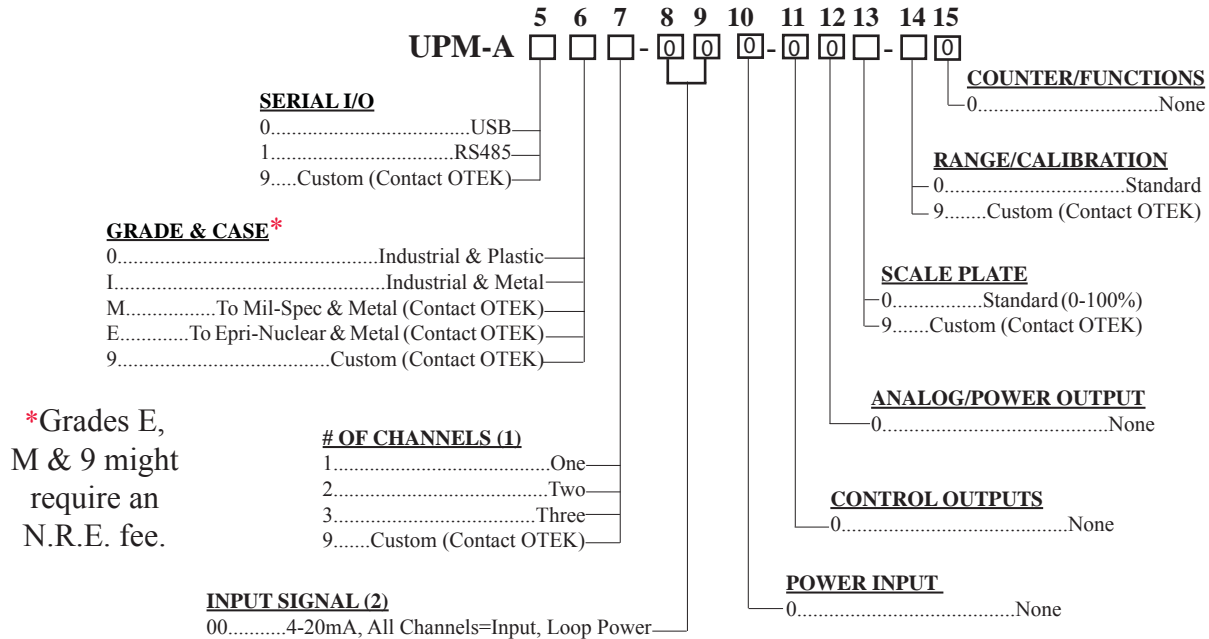 5 6 7 8 9 10 11 12 13 14 15
UPM-A - 0 0 0 - 0 0 - 0
COUNTER/FUNCTIONS
0..............................None
SERIAL I/O
0...................................USB
1................................RS485
9.....Custom (Contact OTEK)
RANGE/CALIBRATION
0..............................Standard
9........Custom (Contact OTEK)
GRADE & CASE*
0.......................................Industrial & Plastic
I........................................Industrial & Metal
M.................To Mil-Spec & Metal (Contact OTEK)
E.............To Epri-Nuclear & Metal (Contact OTEK)
9.......................................Custom (Contact OTEK)
SCALE PLATE
0...............Standard (0-100%)
9.......Custom (Contact OTEK)
*Grades E,
M & 9 might
require an
N.R.E. fee.
ANALOG/POWER OUTPUT
0......................................None
# OF CHANNELS (1)
1....................................One
2....................................Two
3..................................Three
9.......Custom (Contact OTEK)
CONTROL OUTPUTS
0......................................None
POWER INPUT
0.....................................None
INPUT SIGNAL (2)
00...........4-20mA, All Channels=Input, Loop Power